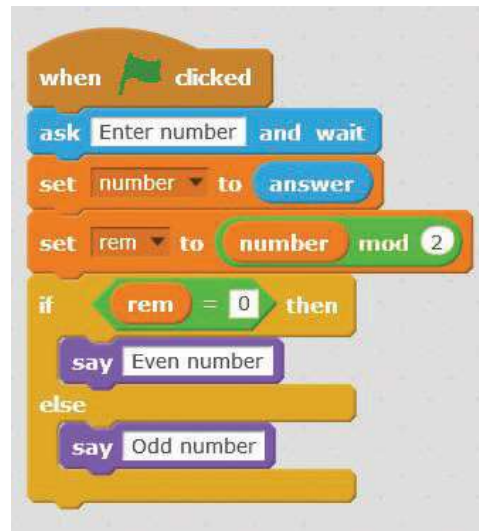 when clicked
ask Enter number and wait
set number to answer
set rem to number mod 2
if rem = 0 then
say Even number
else
say Odd number